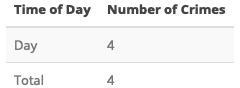 Time of Day Number of Crimes
Day 4
Total 4